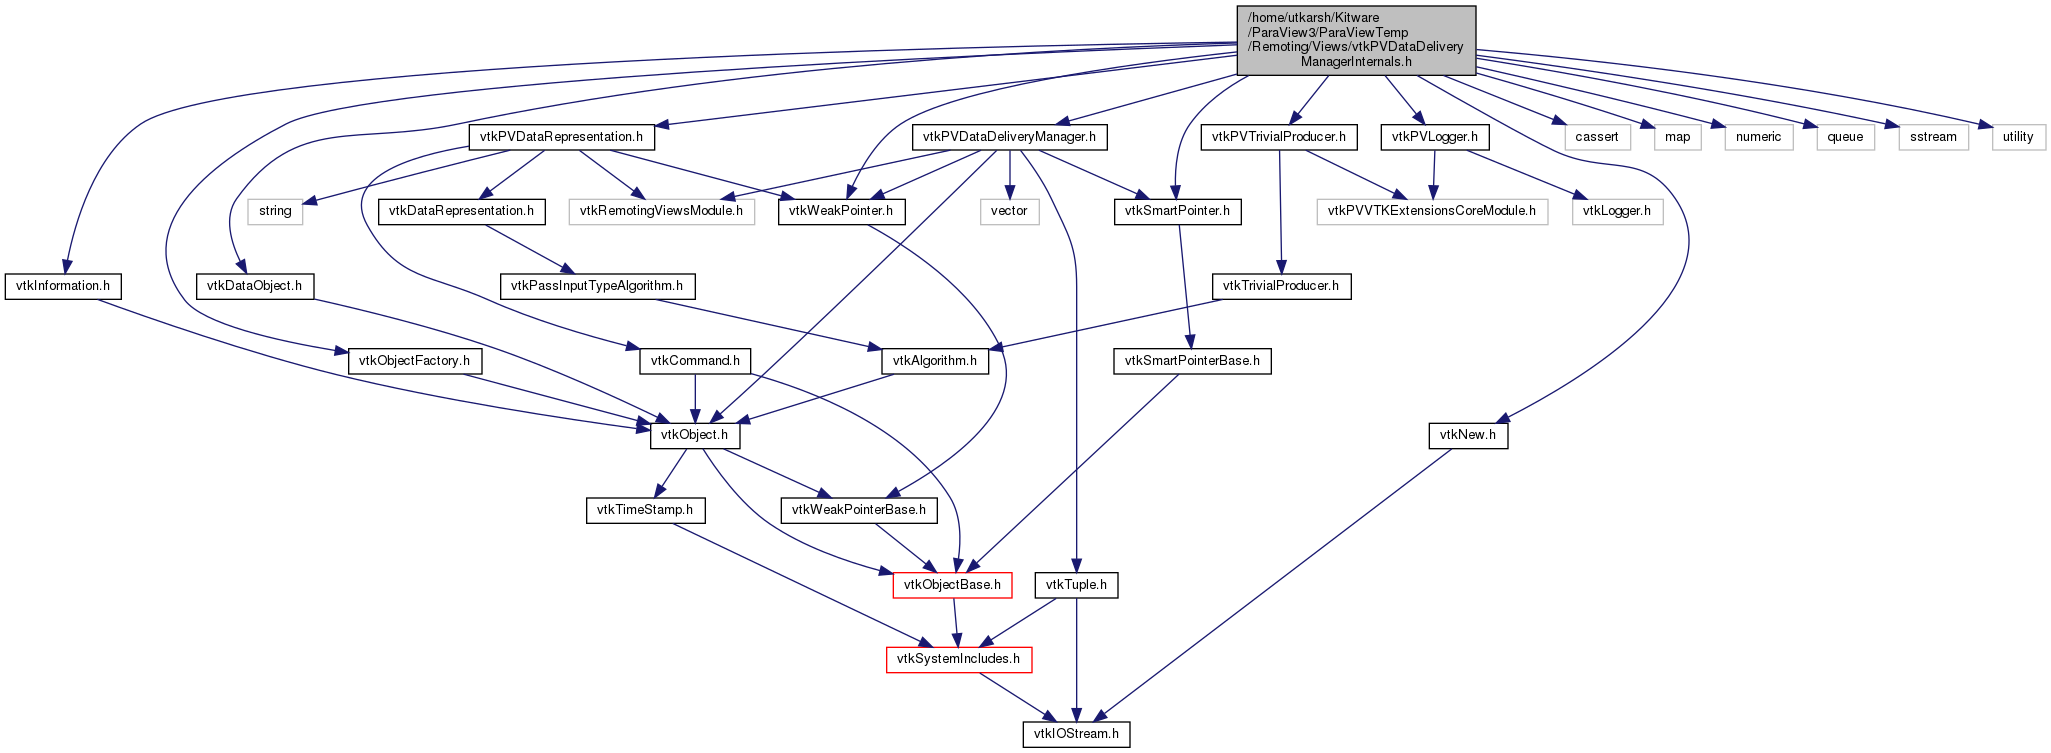 /home/utkarsh/Kitware
/ParaView3/ParaViewTemp
/Remoting/Views/vtkPVDataDelivery
ManagerInternals.h
vtkPVDataRepresentation.h
vtkPVDataDeliveryManager.h
vtkPVTrivialProducer.h
vtkPVLogger.h
cassert
map
numeric
queue
sstream
utility
string
vtkDataRepresentation.h
vtkRemotingViewsModule.h
vtkWeakPointer.h
vector
vtkSmartPointer.h
vtkPVVTKExtensionsCoreModule.h
vtkLogger.h
vtkInformation.h
vtkDataObject.h
vtkPassInputTypeAlgorithm.h
vtkTrivialProducer.h
vtkObjectFactory.h
vtkCommand.h
vtkAlgorithm.h
vtkSmartPointerBase.h
vtkObject.h
vtkNew.h
vtkTimeStamp.h
vtkWeakPointerBase.h
vtkObjectBase.h
vtkTuple.h
vtkSystemIncludes.h
vtkIOStream.h